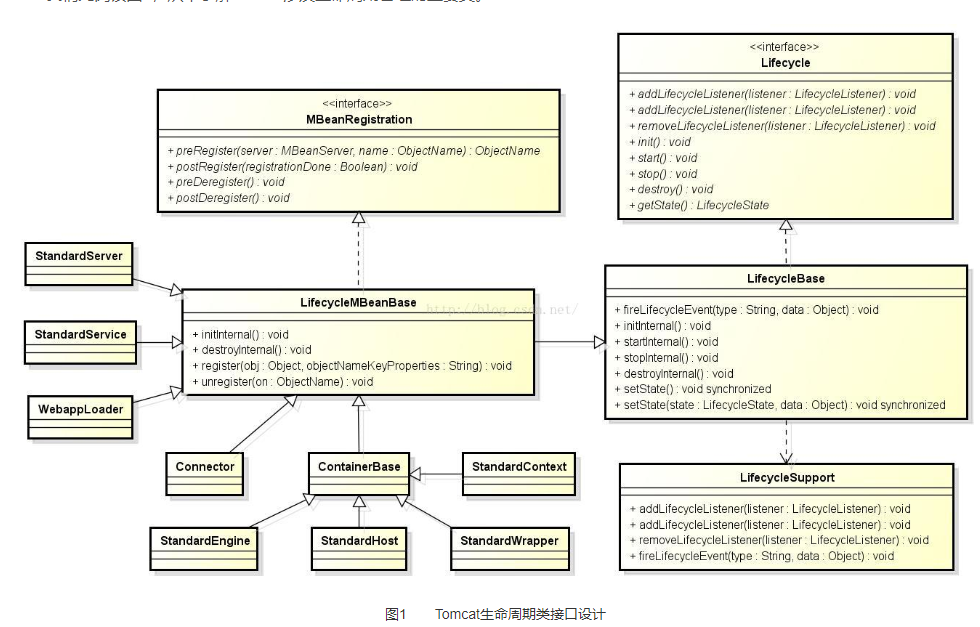 <<interface>>
Lifecycle
+ addLifecycleListener(listener : LifecycleListener) : void
+ addLifecycleListener(listener : LifecycleListener) : void
+ removeLifecycleListener(listener : LifecycleListener) : void
+ init() : void
+ start() : void
+ stop() : void
+ destroy() : void
+ getState() : LifecycleState
<<interface>>
MBeanRegistration
+ preRegister(server : MBeanServer, name : ObjectName) : ObjectName
+ postRegister(registrationDone : Boolean) : void
+ preDeregister() : void
+ postDeregister() : void
StandardServer
StandardService
WebappLoader
LifecycleMBeanBase
+ initInternal() : void
+ destroyInternal() : void
+ register(obj : Object, objectNameKeyProperties : String) : void
+ unregister(on : ObjectName) : void
http://blog.csdn.net/
LifecycleBase
+ fireLifecycleEvent(type : String, data : Object) : void
+ initInternal() : void
+ startInternal() : void
+ stopInternal() : void
+ destroyInternal() : void
+ setState() : void synchronized
+ setState(state : LifecycleState, data : Object) : void synchronized
Connector
ContainerBase
StandardContext
StandardEngine
StandardHost
StandardWrapper
LifecycleSupport
+ addLifecycleListener(listener : LifecycleListener) : void
+ addLifecycleListener(listener : LifecycleListener) : void
+ removeLifecycleListener(listener : LifecycleListener) : void
+ fireLifecycleEvent(type : String, data : Object) : void
图1 Tomcat生命周期类接口设计